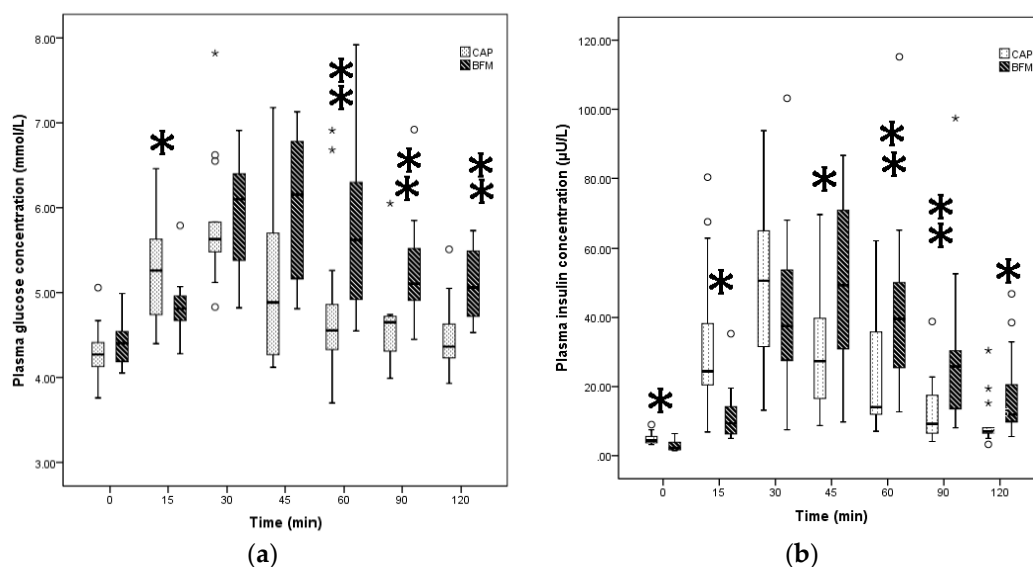 Plasma glucose concentration (mmol/L)
8.00
7.00
6.00
5.00
4.00
3.00
CAP
BFM
0 15 30 45 60 90 120
Time (min)
(a)
Plasma insulin concentration (µU/L)
120.00
100.00
80.00
60.00
40.00
20.00
.00
CAP
BFM
0 15 30 45 60 90 120
Time (min)
(b)